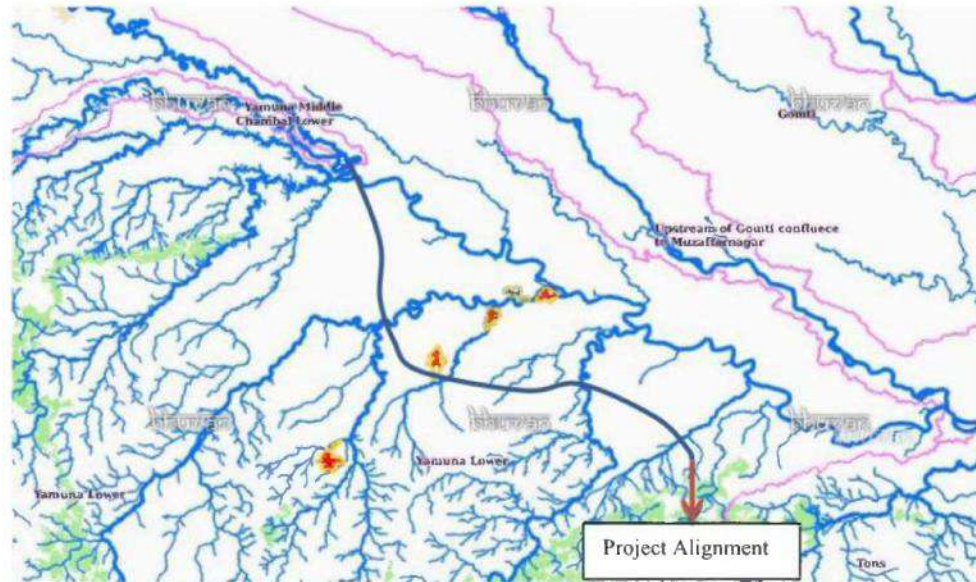 Yamuna Middle
Chambal Lower
Gomti
Upstream of Gomti confluece
to Muzaffarnagar
Yamuna Lower
Yamuna Lower
Project Alignment
Tons